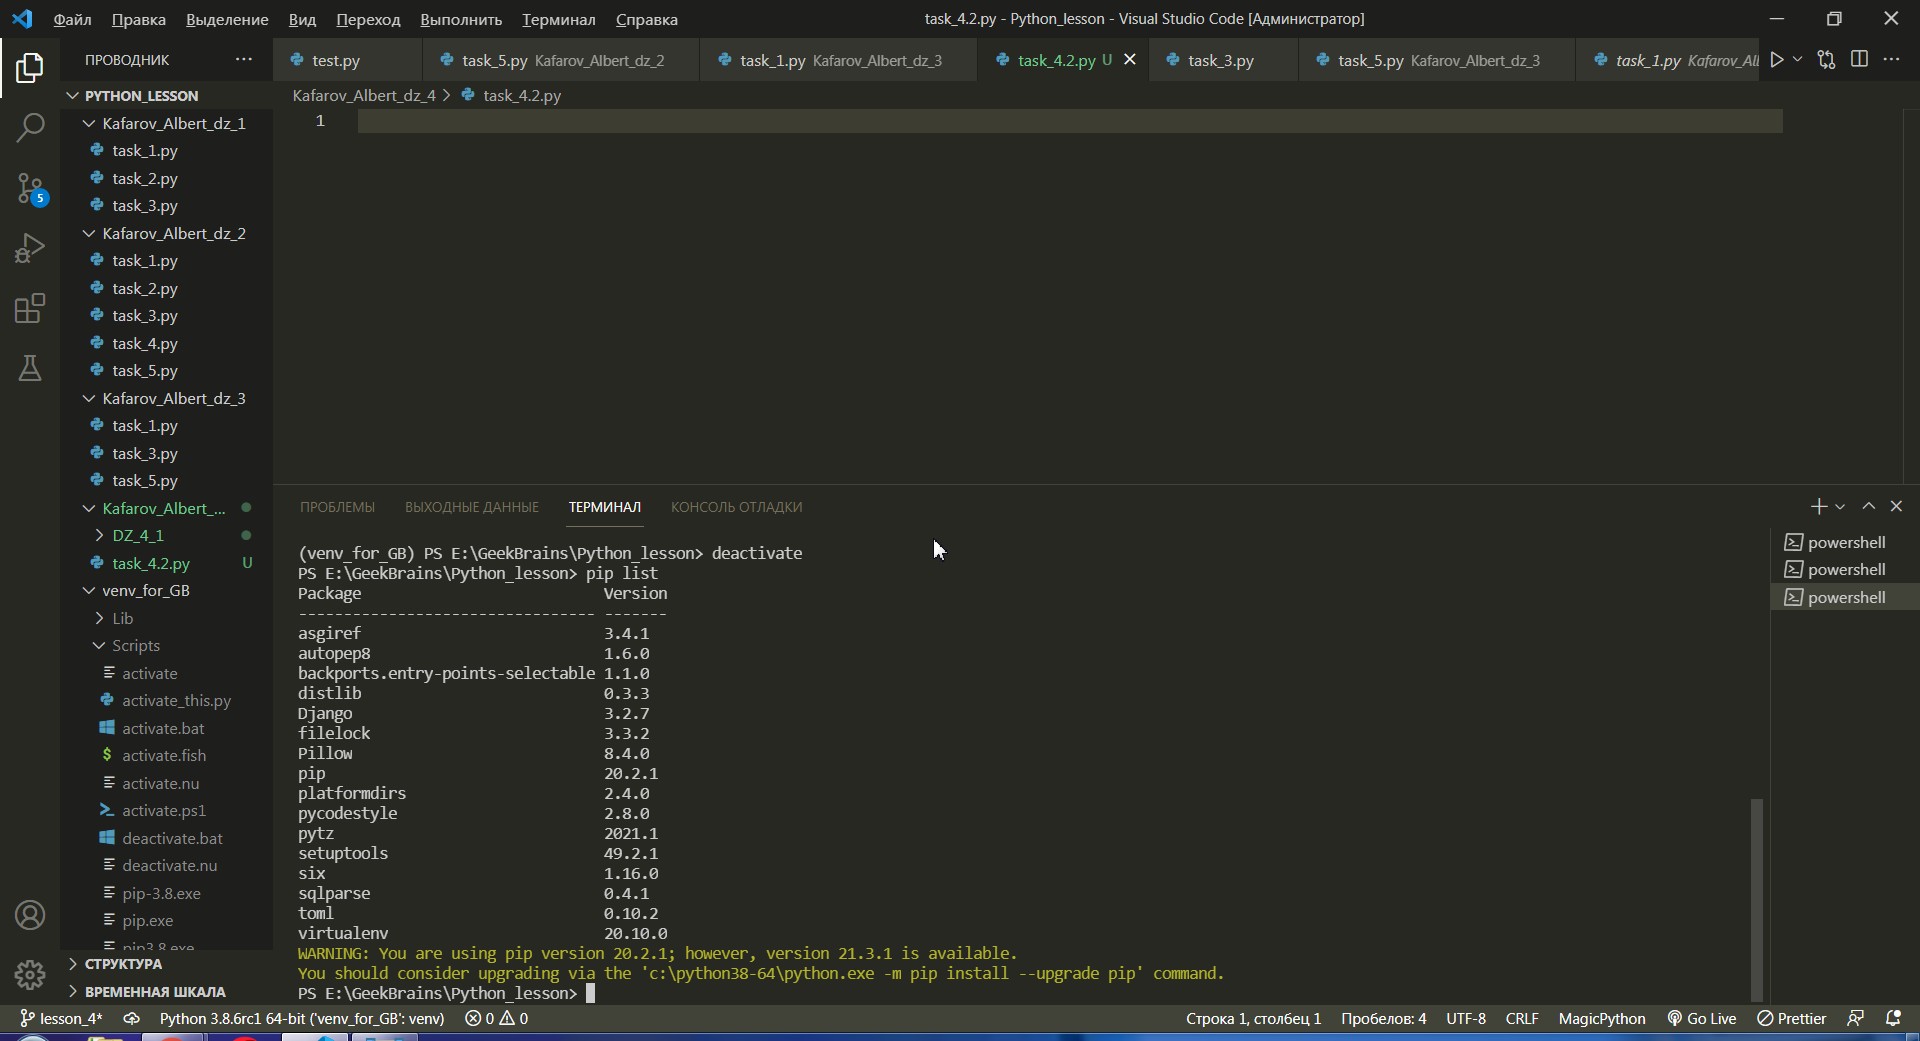 Файл Правка Выделение Вид Переход Выполнить Терминал Справка task_4.2.py - Python_lesson - Visual Studio Code [Администратор]
ПРОВОДНИК ···
test.py task_5.py Kafarov_Albert_dz_2 task_1.py Kafarov_Albert_dz_3 task_4.2.py U task_3.py task_5.py Kafarov_Albert_dz_3 task_1.py Kafarov_Al
PYTHON_LESSON
Kafarov_Albert_dz_4 > task_4.2.py
1
Kafarov_Albert_dz_1
task_1.py
task_2.py
task_3.py
Kafarov_Albert_dz_2
task_1.py
task_2.py
task_3.py
task_4.py
task_5.py
Kafarov_Albert_dz_3
task_1.py
task_3.py
task_5.py
Kafarov_Albert_...
DZ_4_1
task_4.2.py U
venv_for_GB
Lib
Scripts
activate
activate_this.py
activate.bat
activate.fish
activate.nu
activate.ps1
deactivate.bat
deactivate.nu
pip-3.8.exe
pip.exe
pip3.8.exe
СТРУКТУРА
ВРЕМЕННАЯ ШКАЛА
5
ПРОБЛЕМЫ ВЫХОДНЫЕ ДАННЫЕ ТЕРМИНАЛ КОНСОЛЬ ОТЛАДКИ
(venv_for_GB) PS E:\GeekBrains\Python_lesson> deactivate
PS E:\GeekBrains\Python_lesson> pip list
Package Version
--------------------------------- -------
asgiref 3.4.1
autopep8 1.6.0
backports.entry-points-selectable 1.1.0
distlib 0.3.3
Django 3.2.7
filelock 3.3.2
Pillow 8.4.0
pip 20.2.1
platformdirs 2.4.0
pycodestyle 2.8.0
pytz 2021.1
setuptools 49.2.1
six 1.16.0
sqlparse 0.4.1
toml 0.10.2
virtualenv 20.10.0
WARNING: You are using pip version 20.2.1; however, version 21.3.1 is available.
You should consider upgrading via the 'c:\python38-64\python.exe -m pip install --upgrade pip' command.
PS E:\GeekBrains\Python_lesson>
powershell
powershell
powershell
lesson_4* Python 3.8.6rc1 64-bit ('venv_for_GB': venv) 0 0 Строка 1, столбец 1 Пробелов: 4 UTF-8 CRLF MagicPython Go Live Prettier